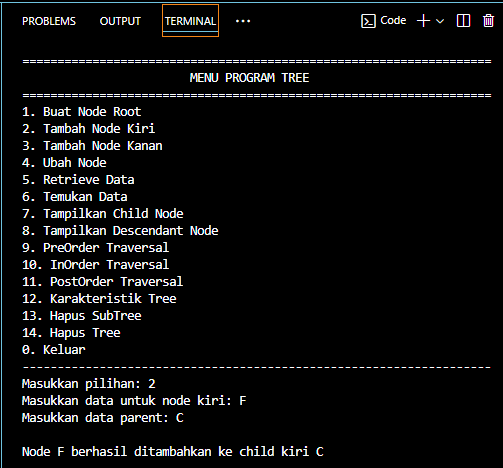 PROBLEMS OUTPUT TERMINAL ... Code
==================================================================
MENU PROGRAM TREE
==================================================================
1. Buat Node Root
2. Tambah Node Kiri
3. Tambah Node Kanan
4. Ubah Node
5. Retrieve Data
6. Temukan Data
7. Tampilkan Child Node
8. Tampilkan Descendant Node
9. PreOrder Traversal
10. InOrder Traversal
11. PostOrder Traversal
12. Karakteristik Tree
13. Hapus SubTree
14. Hapus Tree
0. Keluar
------------------------------------------------------------------
Masukkan pilihan: 2
Masukkan data untuk node kiri: F
Masukkan data parent: C
Node F berhasil ditambahkan ke child kiri C